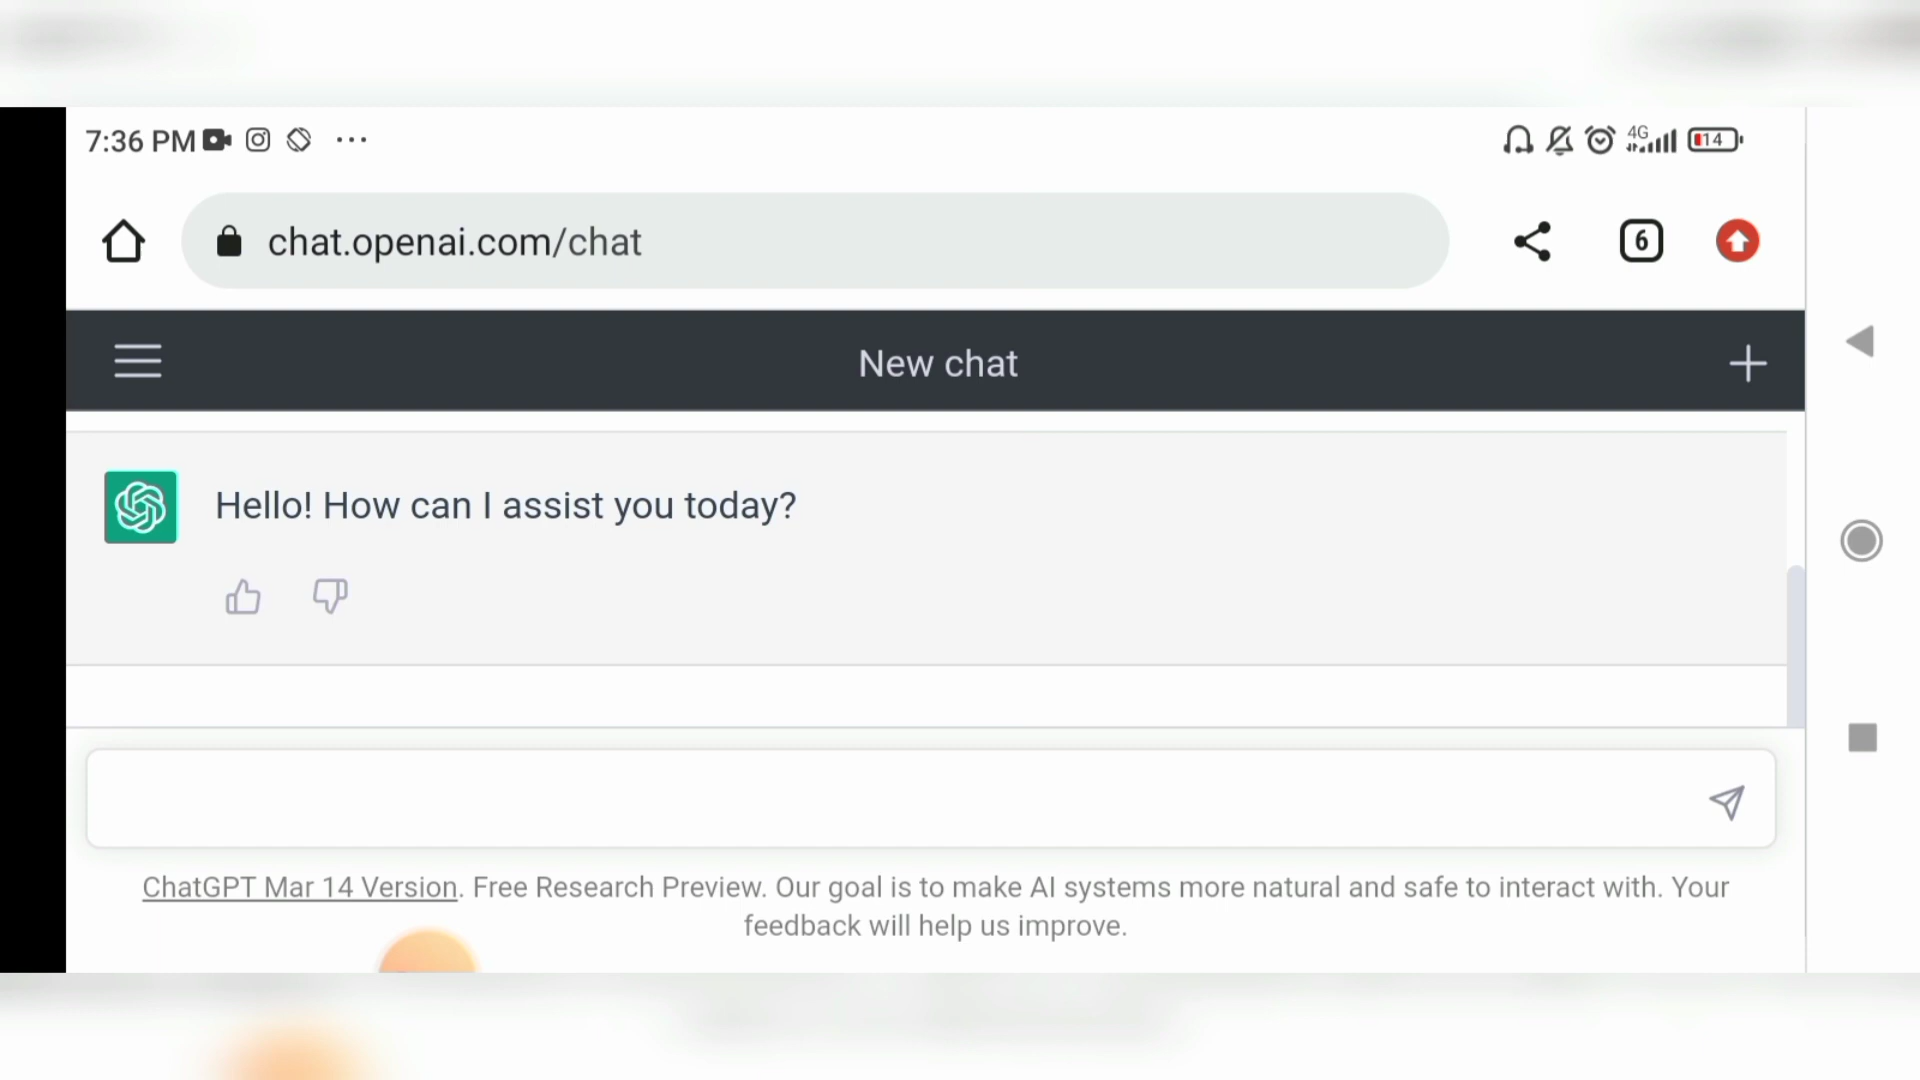 7:36 PM ... 4G 14
chat.openai.com/chat 6
New chat
Hello! How can I assist you today?
ChatGPT Mar 14 Version. Free Research Preview. Our goal is to make AI systems more natural and safe to interact with. Your
feedback will help us improve.